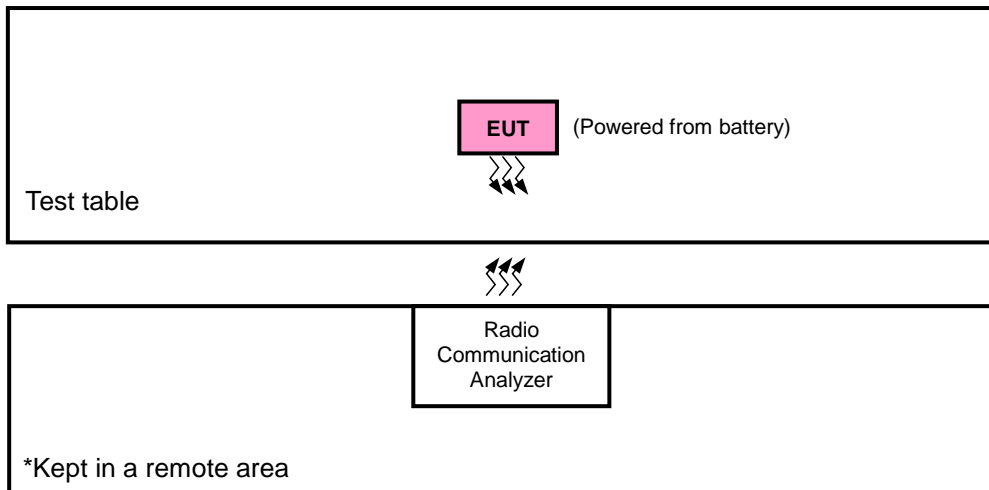 EUT
(Powered from battery)
Test table
Radio
Communication
Analyzer
*Kept in a remote area